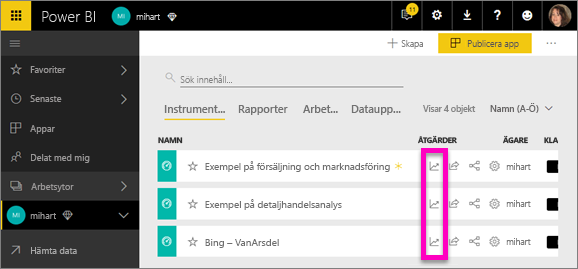 Power BI MI mihart 11 ?
+ Skapa Publicera app ...
Favoriter
Senaste
Appar
Delat med mig
Arbetsytor
MI mihart
Hämta data
Sök innehåll...
Instrument... Rapporter Arbet... Dataupp... Visar 4 objekt Namn (A-Ö)
NAMN ÅTGÄRDER ÄGARE KLA
Exempel på försäljning och marknadsföring mihart
Exempel på detaljhandelsanalys mihart
Bing – VanArsdel mihart